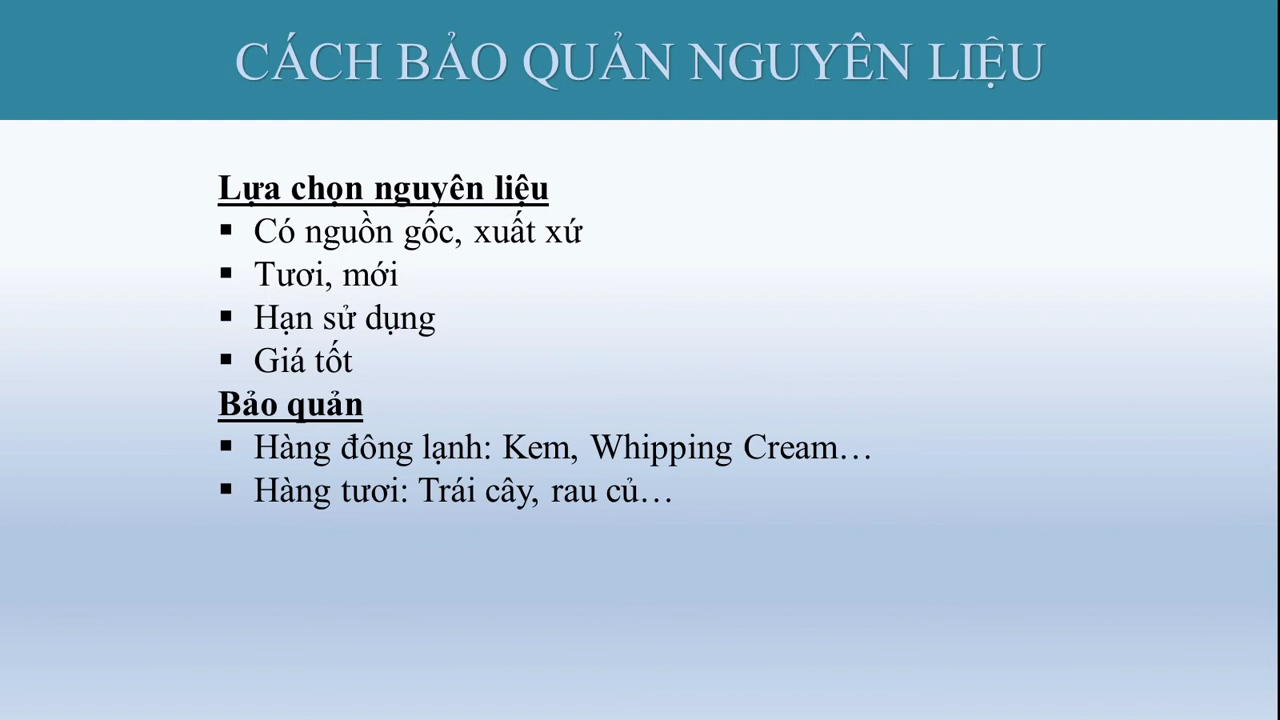 CÁCH BẢO QUẢN NGUYÊN LIỆU
Lựa chọn nguyên liệu
▪ Có nguồn gốc, xuất xứ
▪ Tươi, mới
▪ Hạn sử dụng
▪ Giá tốt
Bảo quản
▪ Hàng đông lạnh: Kem, Whipping Cream…
▪ Hàng tươi: Trái cây, rau củ…